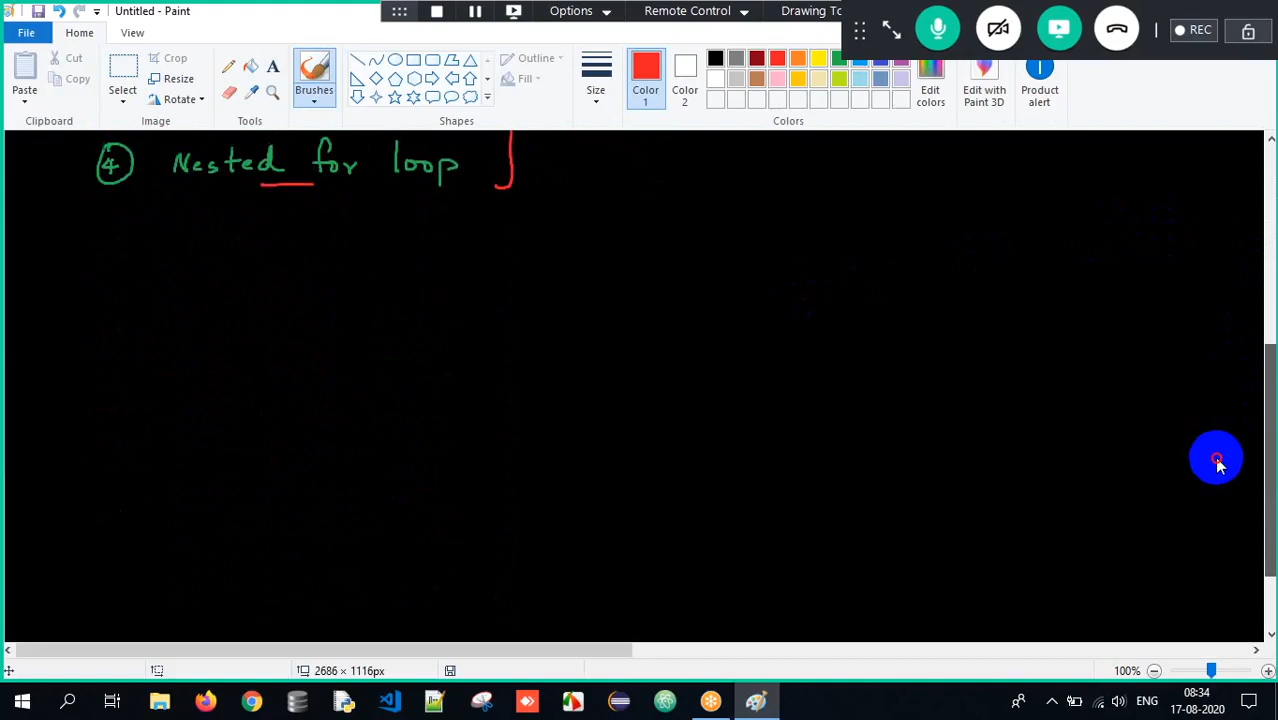 Untitled - Paint
Options
Remote Control
Drawing To
REC
File
Home
View
Paste
Cut
Copy
Clipboard
Select
Crop
Resize
Rotate
Image
A
Tools
Brushes
Outline
Fill
Shapes
Size
Color 1
Color 2
Colors
Edit colors
Edit with Paint 3D
Product alert
4 Nested for loop
2686 × 1116px
100%
ENG
08:34
17-08-2020